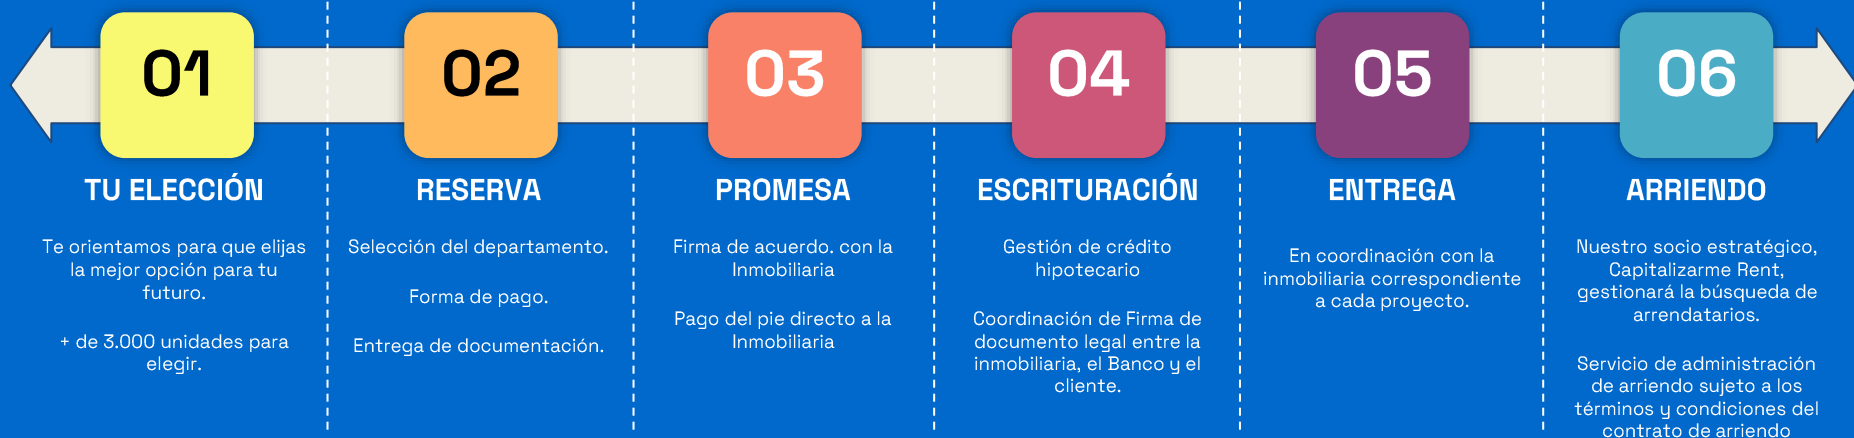 01
TU ELECCIÓN
Te orientamos para que elijas
la mejor opción para tu
futuro.
+ de 3.000 unidades para
elegir.
02
RESERVA
Selección del departamento.
Forma de pago.
Entrega de documentación.
03
PROMESA
Firma de acuerdo. con la
Inmobiliaria
Pago del pie directo a la
Inmobiliaria
04
ESCRITURACIÓN
Gestión de crédito
hipotecario
Coordinación de Firma de
documento legal entre la
inmobiliaria, el Banco y el
cliente.
05
ENTREGA
En coordinación con la
inmobiliaria correspondiente
a cada proyecto.
06
ARRIENDO
Nuestro socio estratégico,
Capitalizarme Rent,
gestionará la búsqueda de
arrendatarios.
Servicio de administración
de arriendo sujeto a los
términos y condiciones del
contrato de arriendo